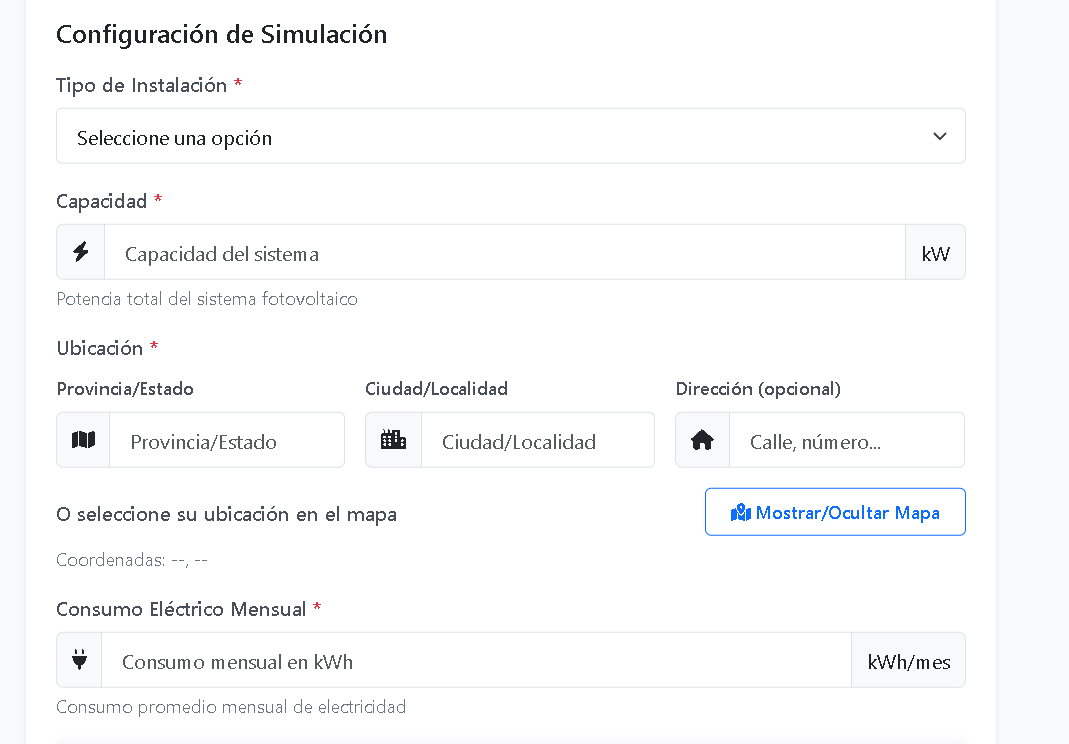 Configuración de Simulación
Tipo de Instalación *
Seleccione una opción
Capacidad *
Capacidad del sistema kW
Potencia total del sistema fotovoltaico
Ubicación *
Provincia/Estado Ciudad/Localidad Dirección (opcional)
Provincia/Estado Ciudad/Localidad Calle, número...
O seleccione su ubicación en el mapa Mostrar/Ocultar Mapa
Coordenadas: --, --
Consumo Eléctrico Mensual *
Consumo mensual en kWh kWh/mes
Consumo promedio mensual de electricidad